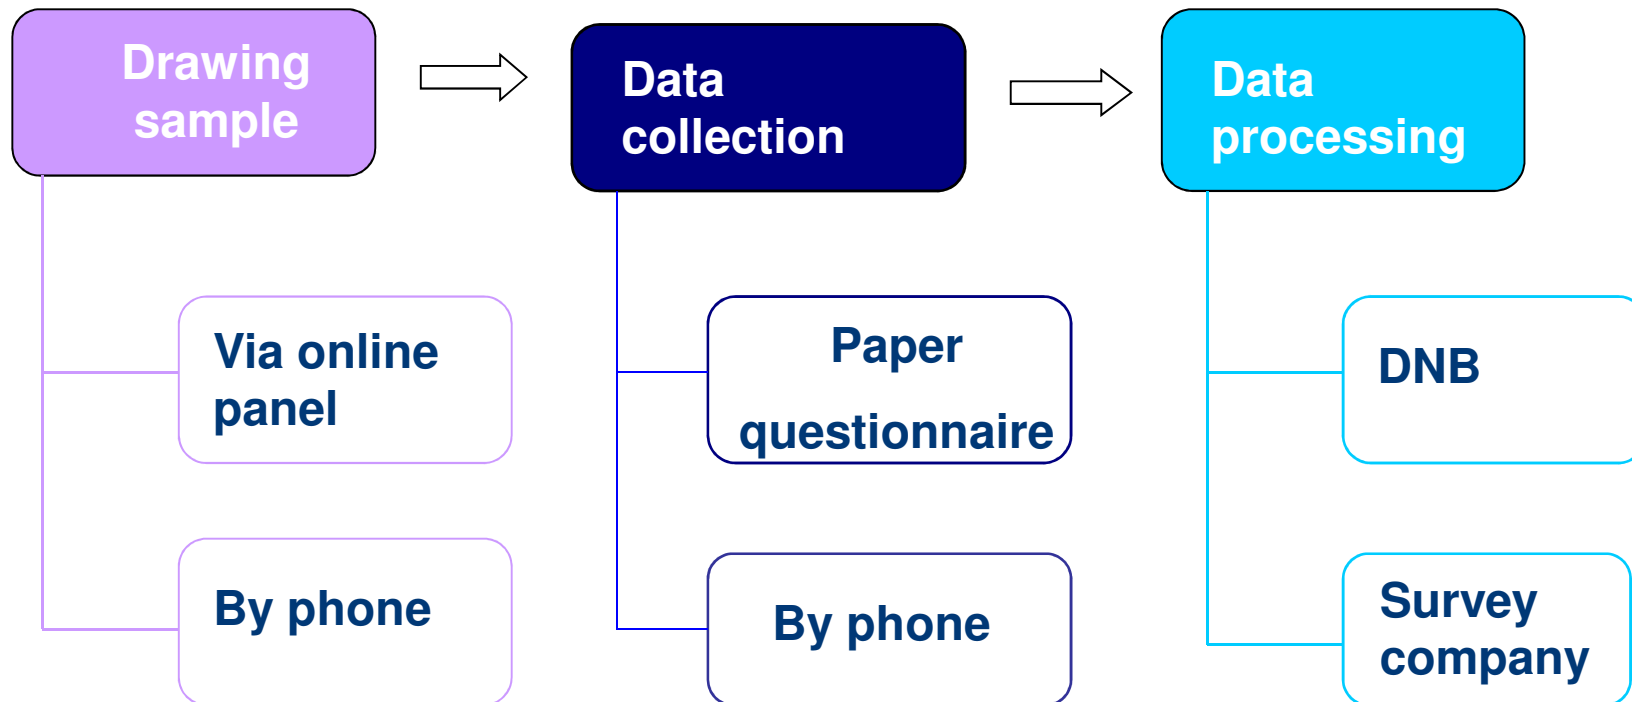 Drawing
sample
Data
collection
Data
processing
Via online
panel
Paper
questionnaire
DNB
By phone
By phone
Survey
company